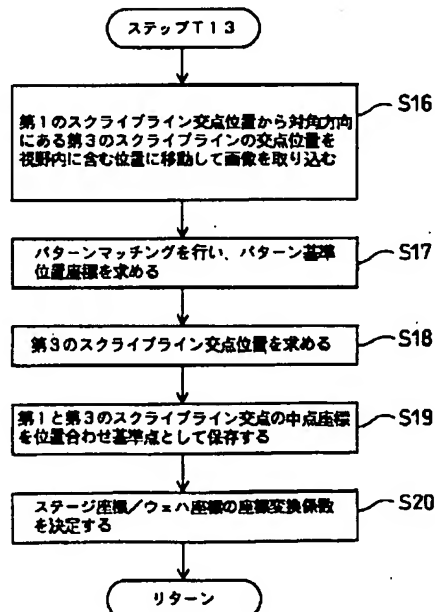 ステップT13
第1のスクライブライン交点位置から対角方向
にある第3のスクライブラインの交点位置を
視野内に含む位置に移動して画像を取り込む
S16
パターンマッチングを行い、パターン基準
位置座標を求める
S17
第3のスクライブライン交点位置を求める
S18
第1と第3のスクライブライン交点の中点座標
を位置合わせ基準点として保存する
S19
ステージ座標/ウェハ座標の座標変換係数
を決定する
S20
リターン